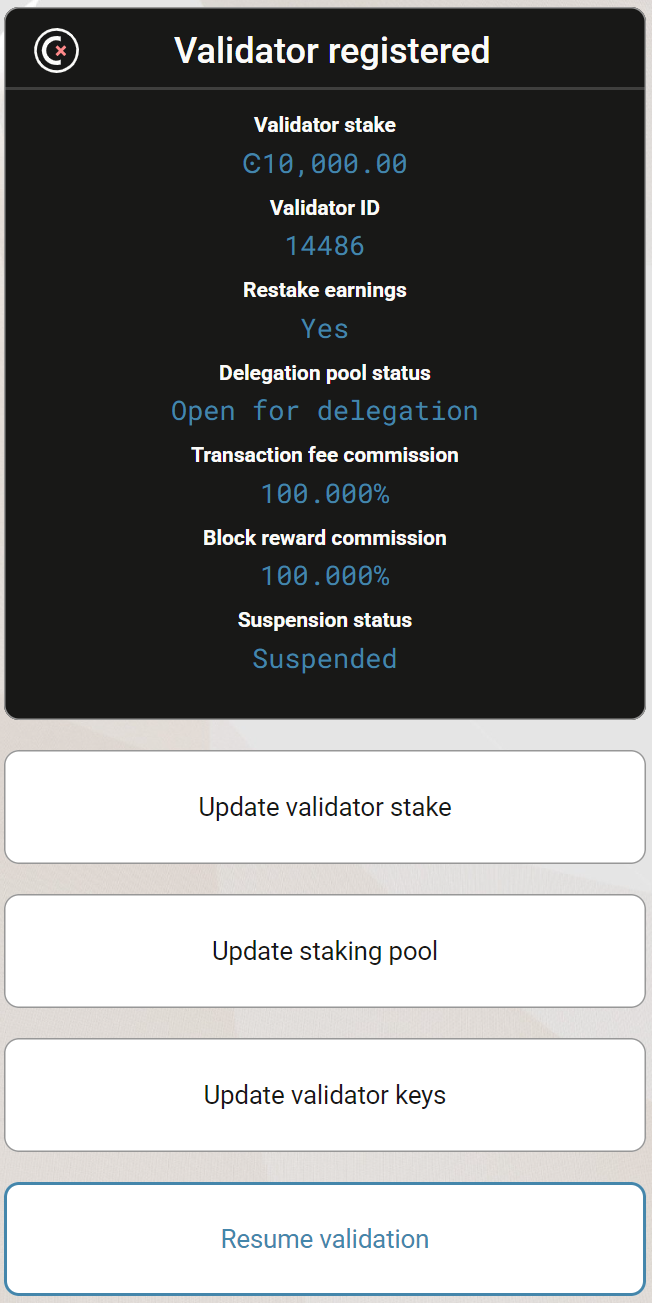 Validator registered
Validator stake
Ͼ10,000.00
Validator ID
14486
Restake earnings
Yes
Delegation pool status
Open for delegation
Transaction fee commission
100.000%
Block reward commission
100.000%
Suspension status
Suspended
Update validator stake
Update staking pool
Update validator keys
Resume validation